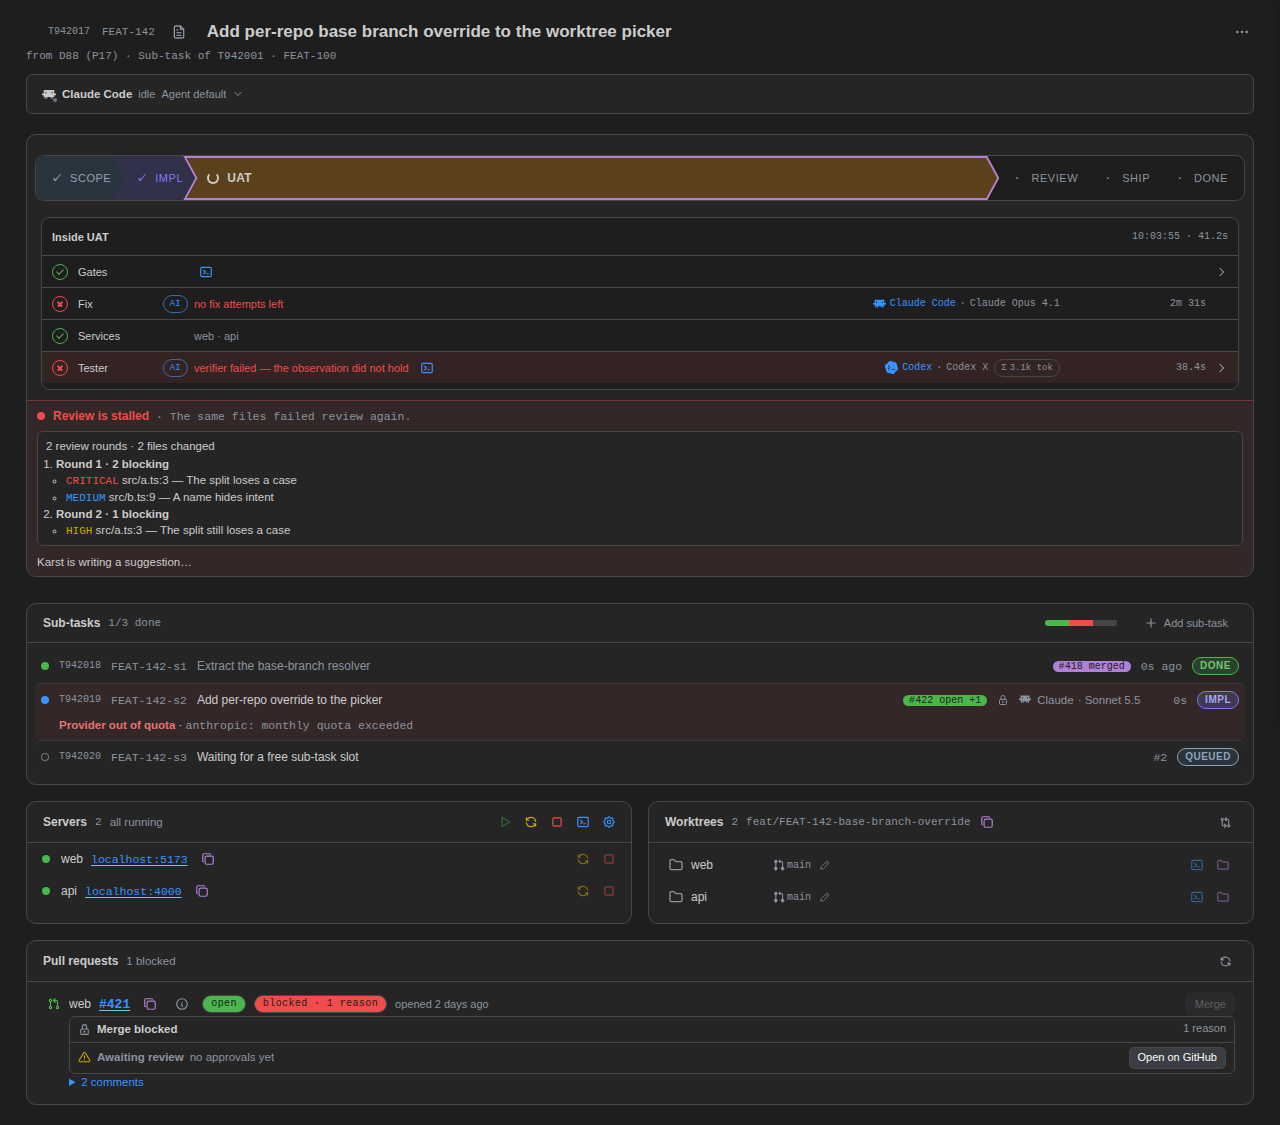 T942017 FEAT-142 Add per-repo base branch override to the worktree picker
from D88 (P17) · Sub-task of T942001 · FEAT-100
Claude Code idle Agent default
SCOPE IMPL UAT · REVIEW · SHIP · DONE
Inside UAT 10:03:55 · 41.2s
Gates
Fix AI no fix attempts left Claude Code · Claude Opus 4.1 2m 31s
Services web · api
Tester AI verifier failed — the observation did not hold Codex · Codex X Σ 3.1k tok 38.4s
Review is stalled · The same files failed review again.
2 review rounds · 2 files changed
1. Round 1 · 2 blocking
CRITICAL src/a.ts:3 — The split loses a case
MEDIUM src/b.ts:9 — A name hides intent
2. Round 2 · 1 blocking
HIGH src/a.ts:3 — The split still loses a case
Karst is writing a suggestion…
Sub-tasks 1/3 done Add sub-task
T942018 FEAT-142-s1 Extract the base-branch resolver #418 merged 0s ago DONE
T942019 FEAT-142-s2 Add per-repo override to the picker #422 open +1 Claude · Sonnet 5.5 0s IMPL
Provider out of quota · anthropic: monthly quota exceeded
T942020 FEAT-142-s3 Waiting for a free sub-task slot #2 QUEUED
Servers 2 all running
web localhost:5173
api localhost:4000
Worktrees 2 feat/FEAT-142-base-branch-override
web main
api main
Pull requests 1 blocked
web #421 open blocked · 1 reason opened 2 days ago Merge
Merge blocked 1 reason
Awaiting review no approvals yet Open on GitHub
2 comments